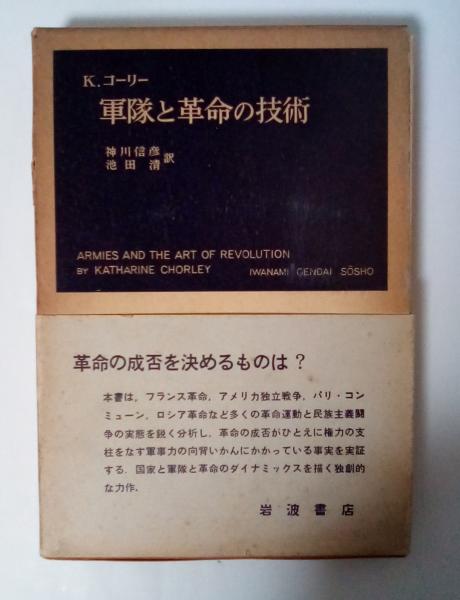 K.コーリー
軍隊と革命の技術
神川信彦
池田 清 訳
ARMIES AND THE ART OF REVOLUTION
BY KATHARINE CHORLEY IWANAMI GENDAI SŌSHO
革命の成否を決めるものは?
本書は,フランス革命,アメリカ独立戦争,パリ・コン
ミューン,ロシア革命など多くの革命運動と民族主義闘
争の実態を鋭く分析し,革命の成否がひとえに権力の支
柱をなす軍事力の向背いかんにかかっている事実を実証
する.国家と軍隊と革命のダイナミックスを描く独創的
な力作.
岩波書店